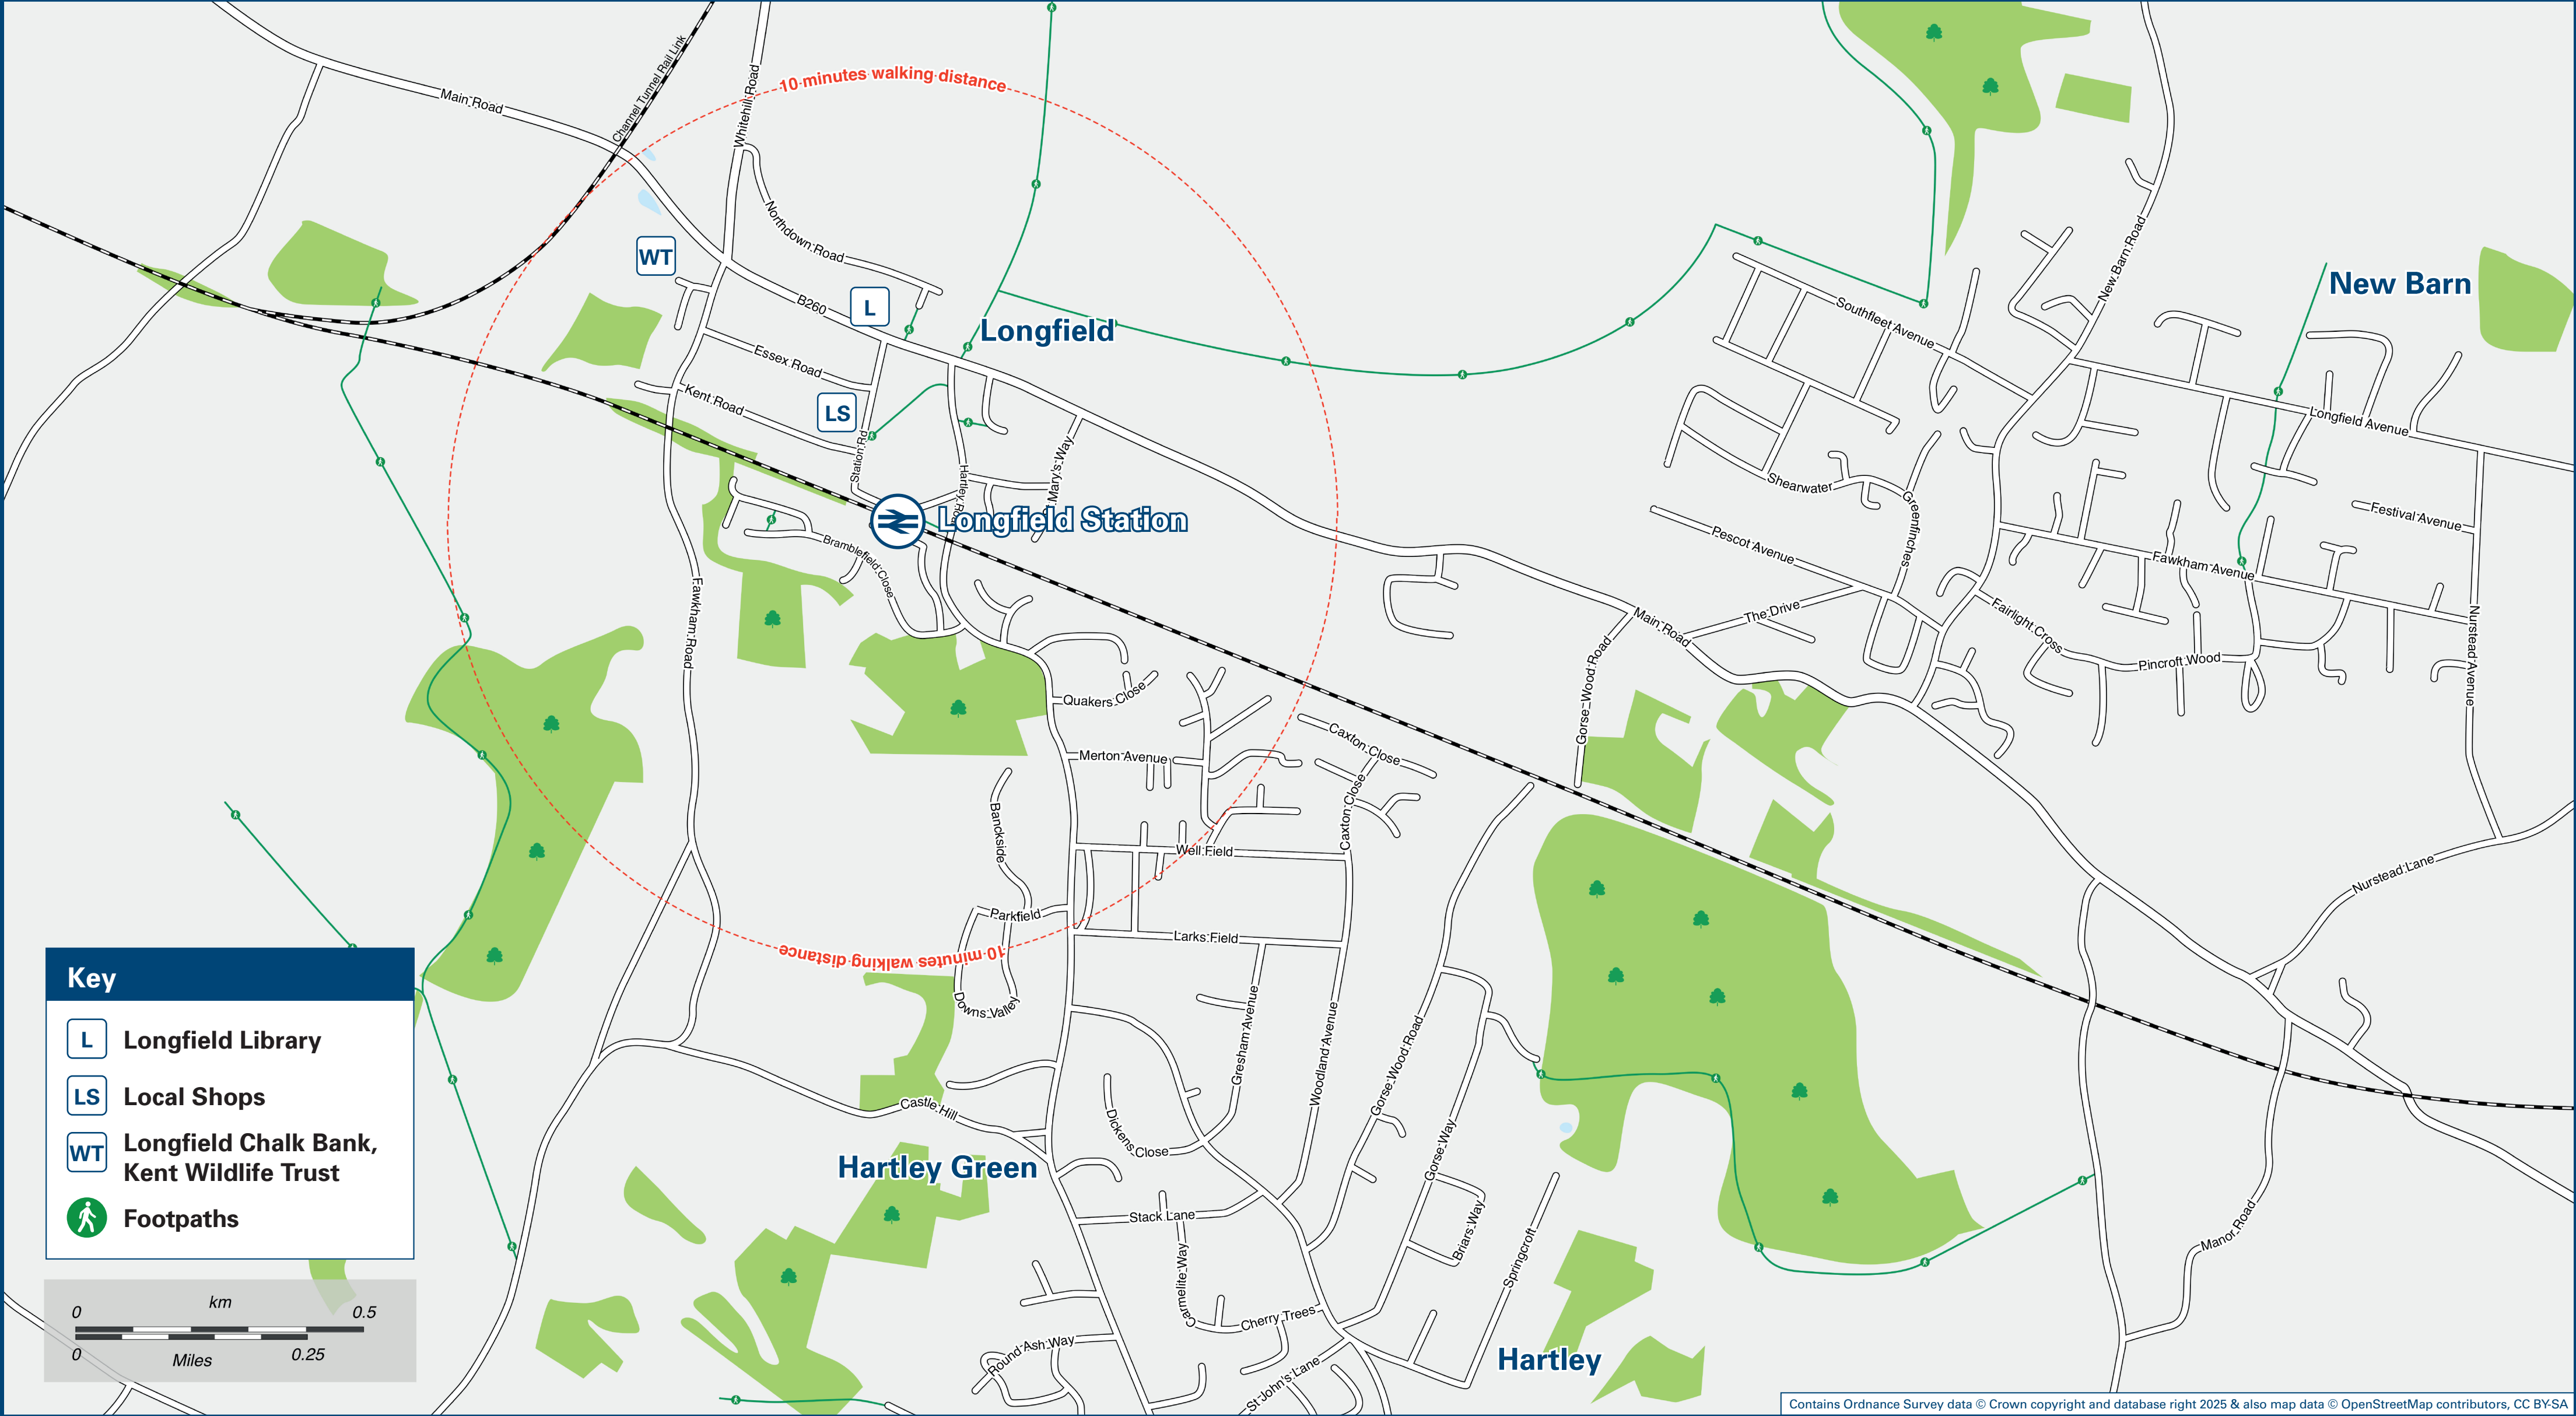 Main Road
Channel Tunnel Rail Link
Whitehill Road
10 minutes walking distance
Northdown Road
WT
L
B260
Longfield
Essex Road
Kent Road
LS
Station Rd
Hartley Road
St Mary's Way
Longfield Station
Bramblefield Close
Fawkham Road
New Barn Road
New Barn
Southfleet Avenue
Longfield Avenue
Shearwater
Greenfinches
Pescot Avenue
Festival Avenue
Fawkham Avenue
The Drive
Main Road
Fairlight Cross
Pincroft Wood
Nurstead Avenue
Gorse Wood Road
Quakers Close
Merton Avenue
Caxton Close
Caxton Close
Banckside
Well Field
Parkfield
Larks Field
10 minutes walking distance
Downs Valley
Nurstead Lane
Gresham Avenue
Woodland Avenue
Gorse Wood Road
Castle Hill
Dickens Close
Gorse Way
Hartley Green
Stack Lane
Carmelite Way
Briars Way
Springcroft
Manor Road
Cherry Trees
Round Ash Way
St John's Lane
Hartley
Key
L Longfield Library
LS Local Shops
WT Longfield Chalk Bank,
Kent Wildlife Trust
Footpaths
km
0 0.5
0 0.25
Miles
Contains Ordnance Survey data © Crown copyright and database right 2025 & also map data © OpenStreetMap contributors, CC BY-SA